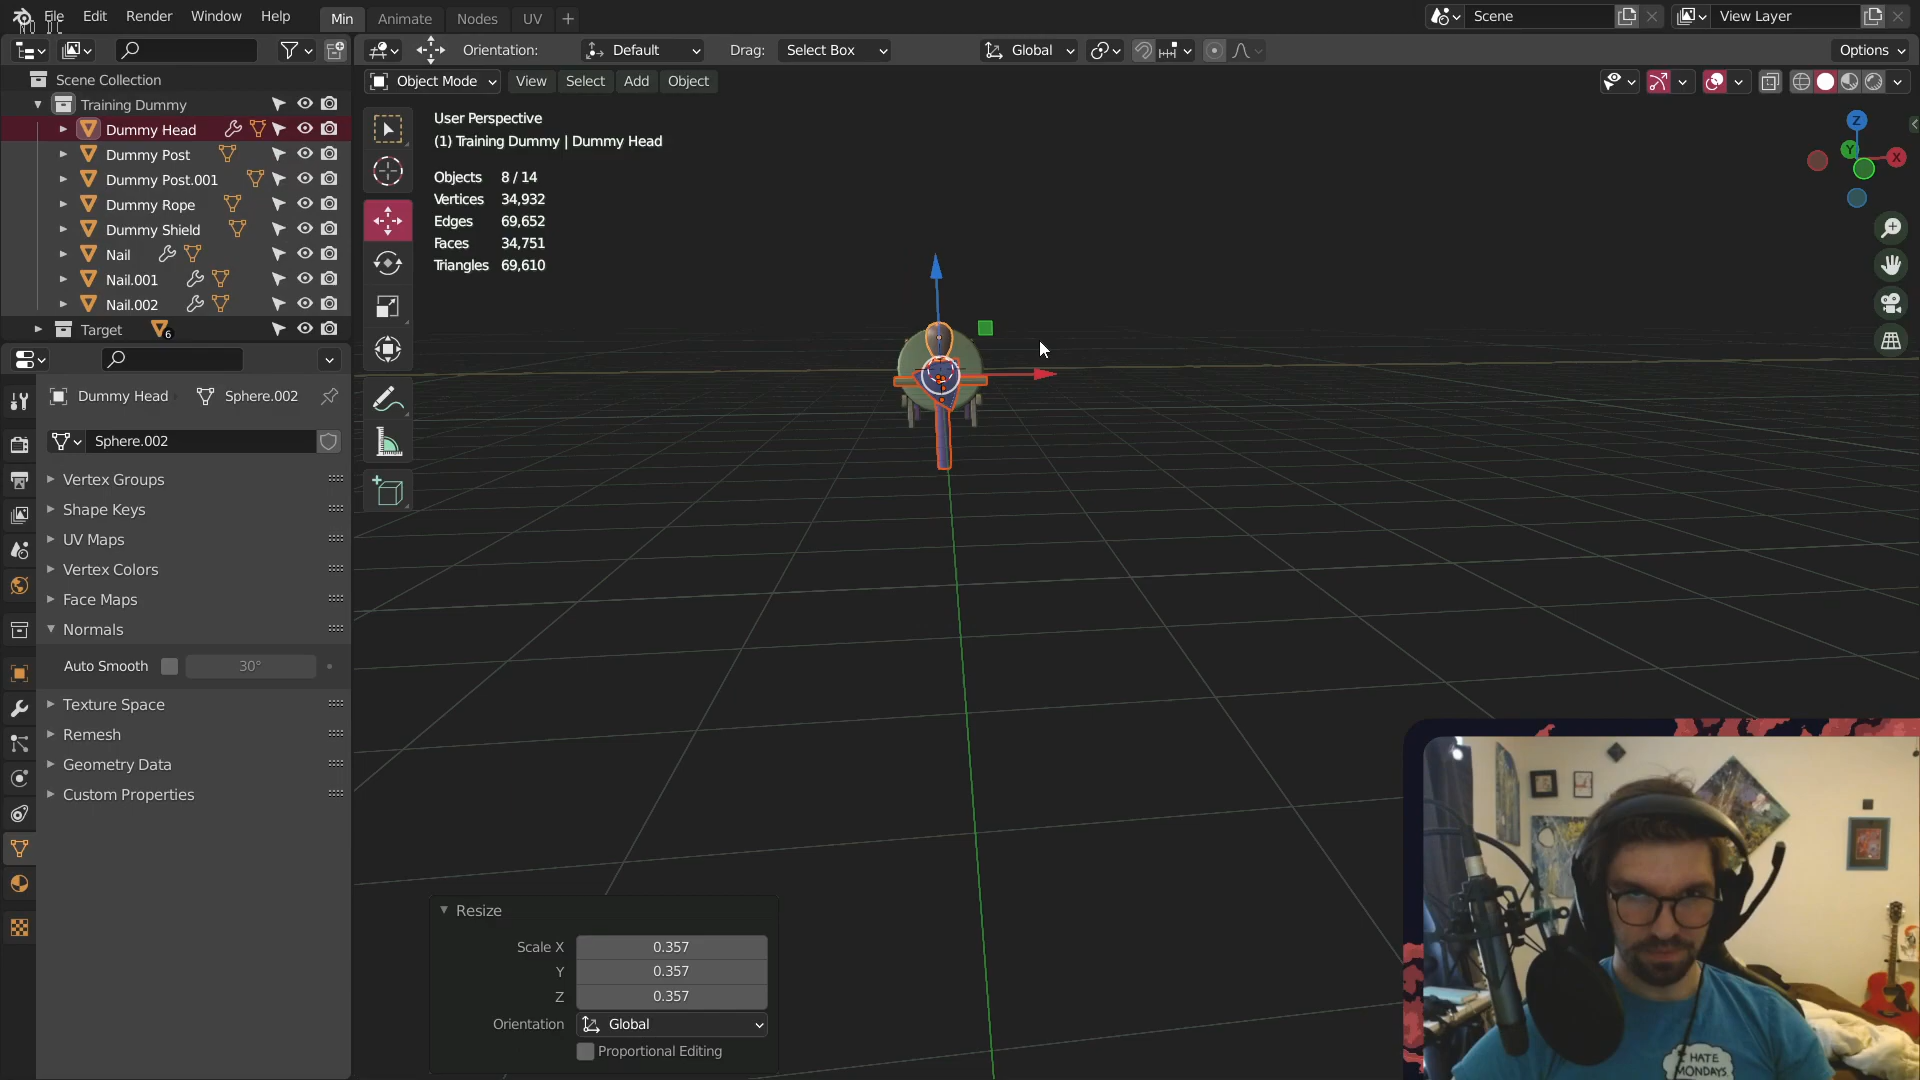 File Edit Render Window Help Min Animate Nodes UV Scene View Layer
Orientation: Default Drag: Select Box Global Options
Object Mode View Select Add Object
Scene Collection
Training Dummy
Dummy Head
Dummy Post
Dummy Post.001
Dummy Rope
Dummy Shield
Nail
Nail.001
Nail.002
Target 6
Dummy Head Sphere.002
Sphere.002
Vertex Groups
Shape Keys
UV Maps
Vertex Colors
Face Maps
Normals
Auto Smooth 30°
Texture Space
Remesh
Geometry Data
Custom Properties
User Perspective
(1) Training Dummy | Dummy Head
Objects 8 / 14
Vertices 34,932
Edges 69,652
Faces 34,751
Triangles 69,610
Z
Y
X
Resize
Scale X 0.357
Y 0.357
Z 0.357
Orientation Global
Proportional Editing
I HATE
MONDAYS